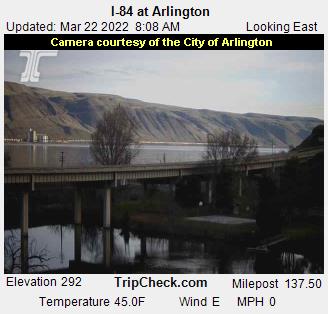 I-84 at Arlington
Updated: Mar 22 2022 8:08 AM Looking East
Camera courtesy of the City of Arlington
Elevation 292 TripCheck.com Milepost 137.50
Temperature 45.0F Wind E MPH 0